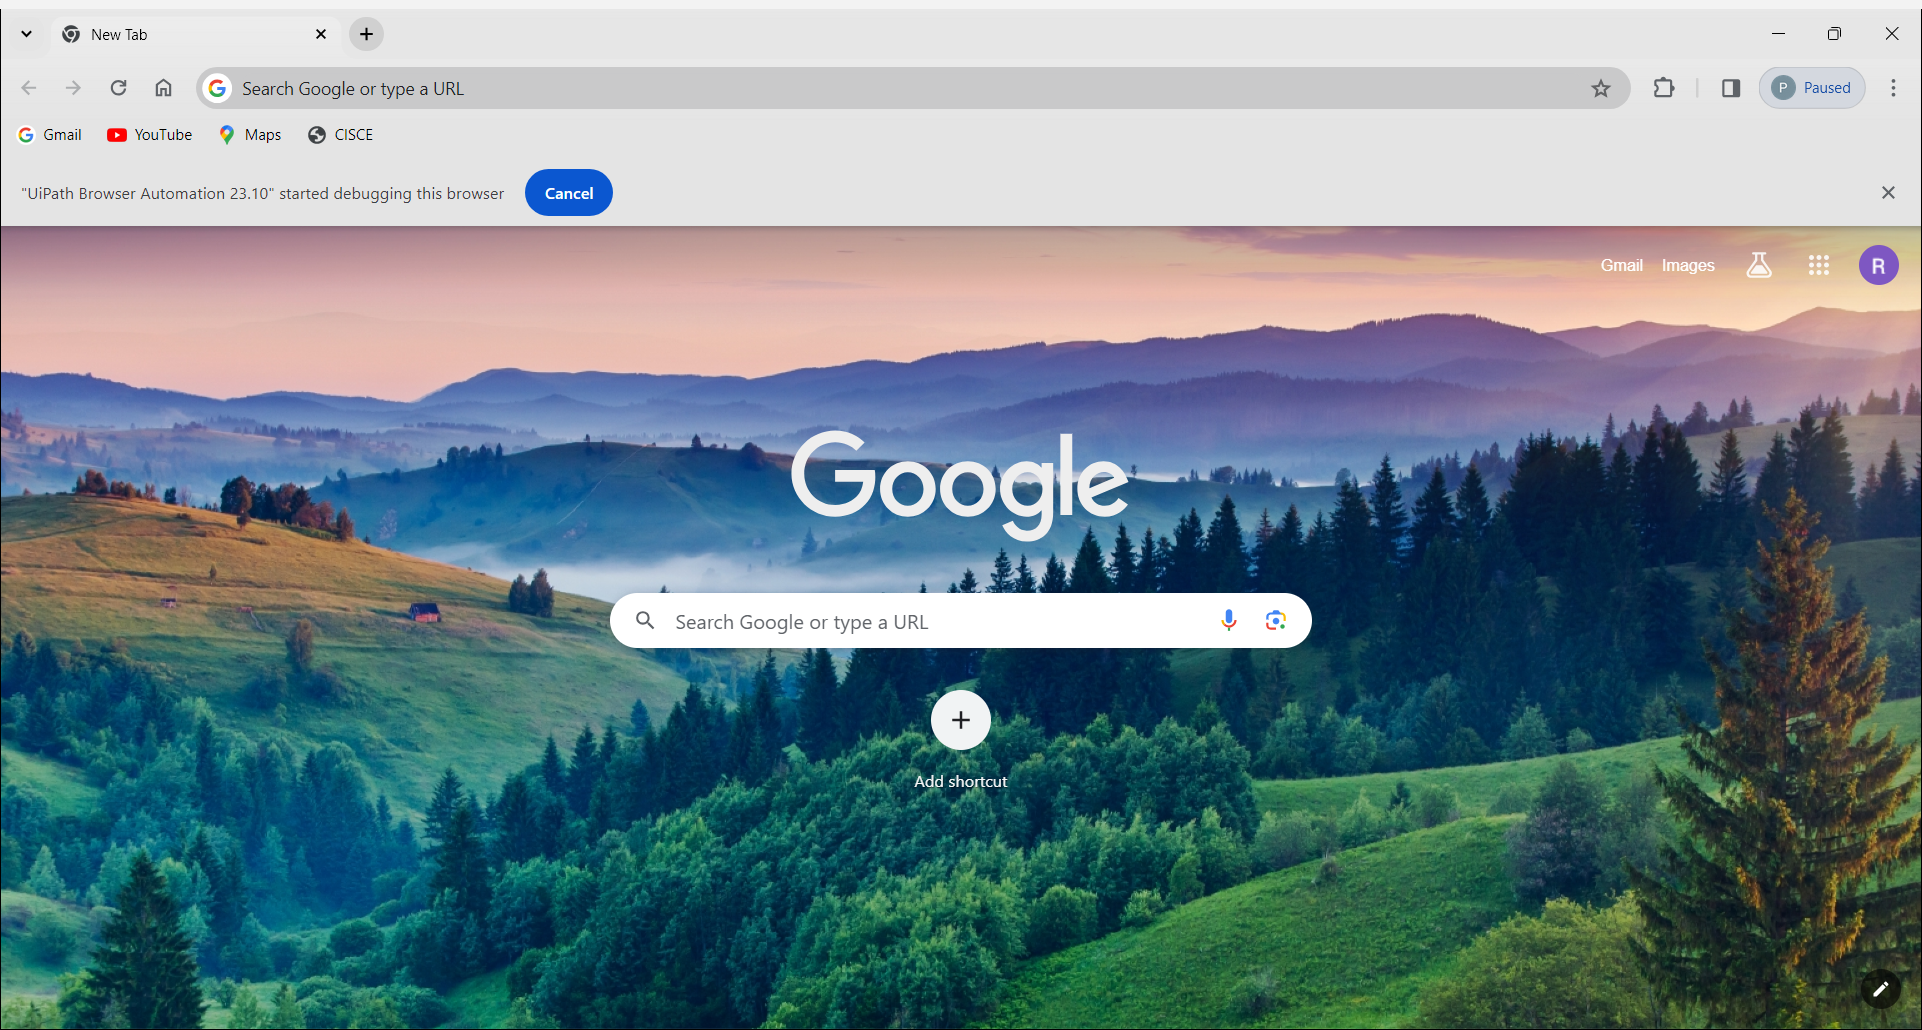 New Tab
Search Google or type a URL
P Paused
Gmail YouTube Maps CISCE
"UiPath Browser Automation 23.10" started debugging this browser Cancel
Gmail Images R
Google
Search Google or type a URL
Add shortcut